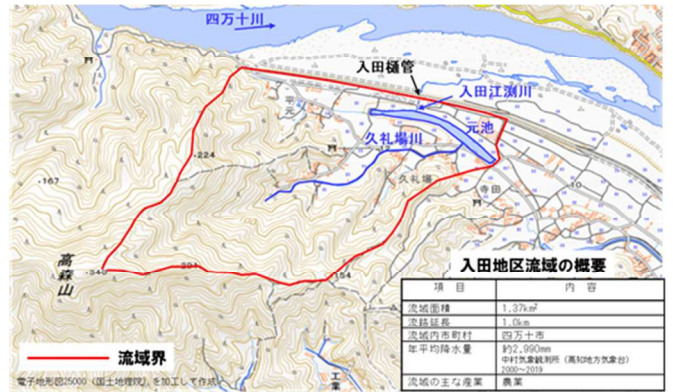 四万十川
入田樋管
入田江渕川
平元
元池
久礼場川
久礼場
寺田
・224
・167
12
10
高森山
340
301
154
工業
流域界
電子地形図25000(国土地理院)を加工して作成
入田地区流域の概要
項 目 内 容
流域面積 1.37km²
流路延長 1.0km
流域内市町村 四万十市
年平均降水量 約2,990mm
中村気象観測所(高知地方気象台)
2000~2019
流域の主な産業 農業